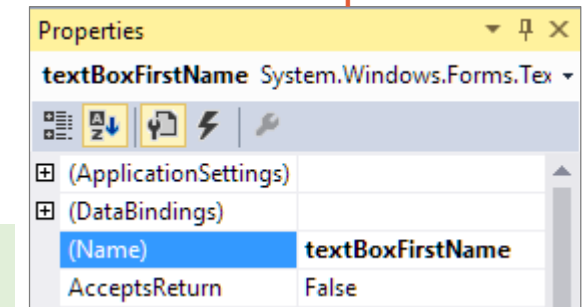 Properties
textBoxFirstName System.Windows.Forms.Tex
(ApplicationSettings)
(DataBindings)
(Name) textBoxFirstName
AcceptsReturn False